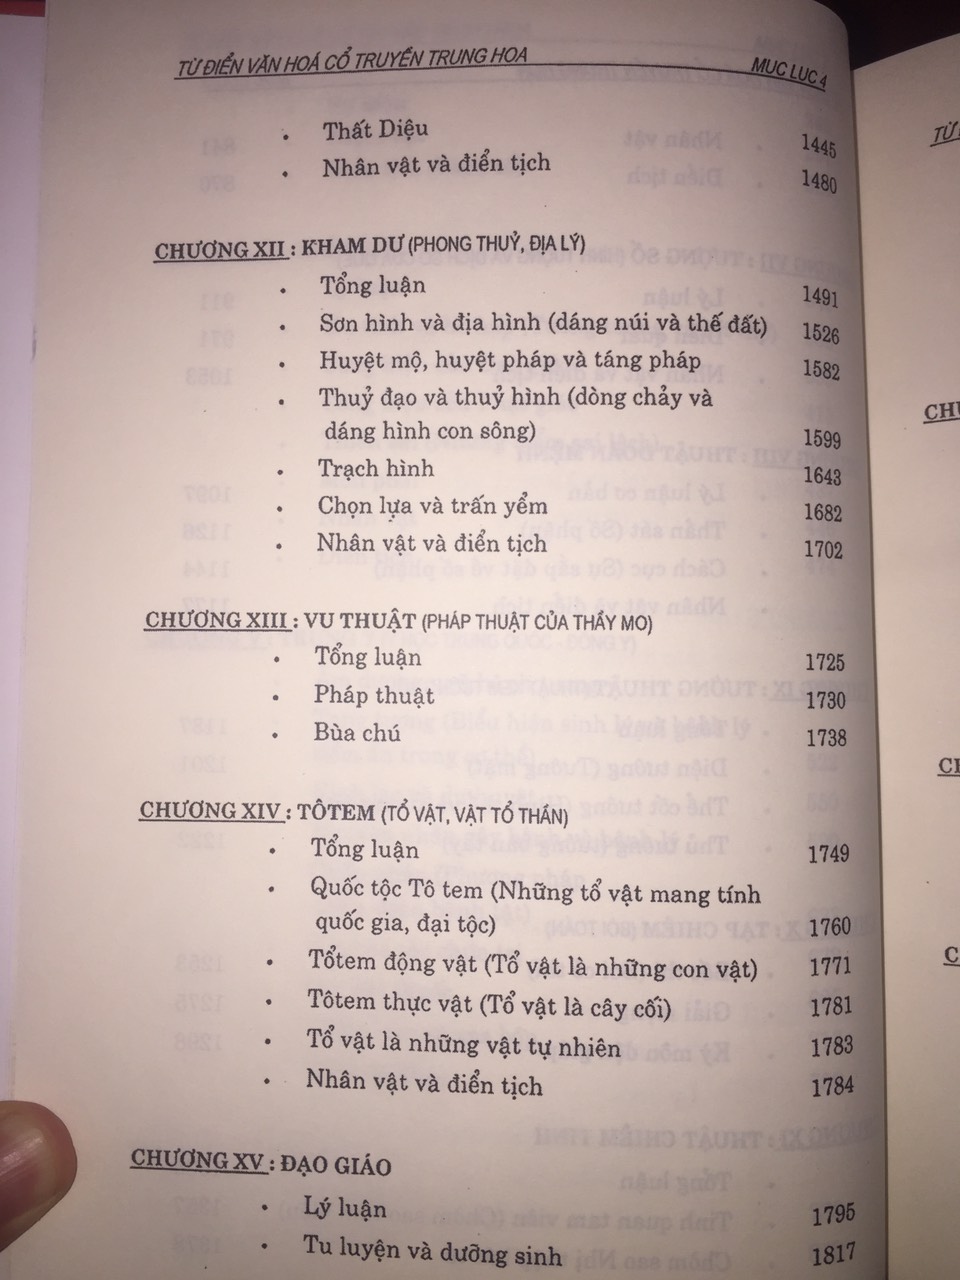 TỪ ĐIỂN VĂN HOÁ CỔ TRUYỀN TRUNG HOA MUC LUC 4
• Thất Diệu 1445
• Nhân vật và điển tịch 1480
CHƯƠNG XII : KHAM DƯ (PHONG THUỶ, ĐỊA LÝ)
• Tổng luận 1491
• Sơn hình và địa hình (dáng núi và thế đất) 1526
• Huyệt mộ, huyệt pháp và táng pháp 1582
• Thuỷ đạo và thuỷ hình (dòng chảy và
dáng hình con sông) 1599
• Trạch hình 1643
• Chọn lựa và trấn yểm 1682
• Nhân vật và điển tịch 1702
CHƯƠNG XIII : VU THUẬT (PHÁP THUẬT CỦA THẦY MO)
• Tổng luận 1725
• Pháp thuật 1730
• Bùa chú 1738
CHƯƠNG XIV : TÔTEM (TỔ VẬT, VẬT TỔ THẦN)
• Tổng luận 1749
• Quốc tộc Tô tem (Những tổ vật mang tính
quốc gia, đại tộc) 1760
• Tổtem động vật (Tổ vật là những con vật) 1771
• Tôtem thực vật (Tổ vật là cây cối) 1781
• Tổ vật là những vật tự nhiên 1783
• Nhân vật và điển tịch 1784
CHƯƠNG XV : ĐẠO GIÁO
• Lý luận 1795
• Tu luyện và dưỡng sinh 1817